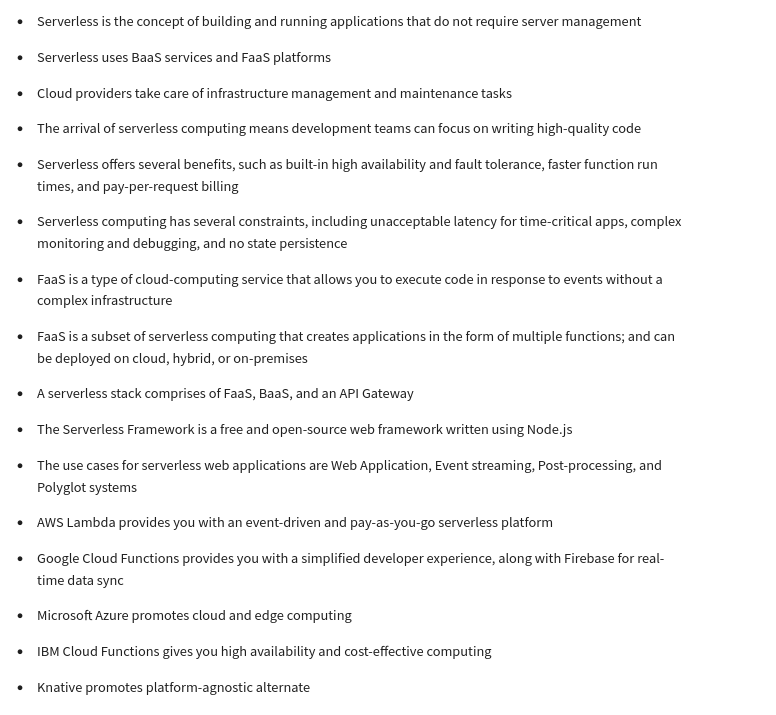 • Serverless is the concept of building and running applications that do not require server management
• Serverless uses BaaS services and FaaS platforms
• Cloud providers take care of infrastructure management and maintenance tasks
• The arrival of serverless computing means development teams can focus on writing high-quality code
• Serverless offers several benefits, such as built-in high availability and fault tolerance, faster function run
times, and pay-per-request billing
• Serverless computing has several constraints, including unacceptable latency for time-critical apps, complex
monitoring and debugging, and no state persistence
• FaaS is a type of cloud-computing service that allows you to execute code in response to events without a
complex infrastructure
• FaaS is a subset of serverless computing that creates applications in the form of multiple functions; and can
be deployed on cloud, hybrid, or on-premises
• A serverless stack comprises of FaaS, BaaS, and an API Gateway
• The Serverless Framework is a free and open-source web framework written using Node.js
• The use cases for serverless web applications are Web Application, Event streaming, Post-processing, and
Polyglot systems
• AWS Lambda provides you with an event-driven and pay-as-you-go serverless platform
• Google Cloud Functions provides you with a simplified developer experience, along with Firebase for real-
time data sync
• Microsoft Azure promotes cloud and edge computing
• IBM Cloud Functions gives you high availability and cost-effective computing
• Knative promotes platform-agnostic alternate